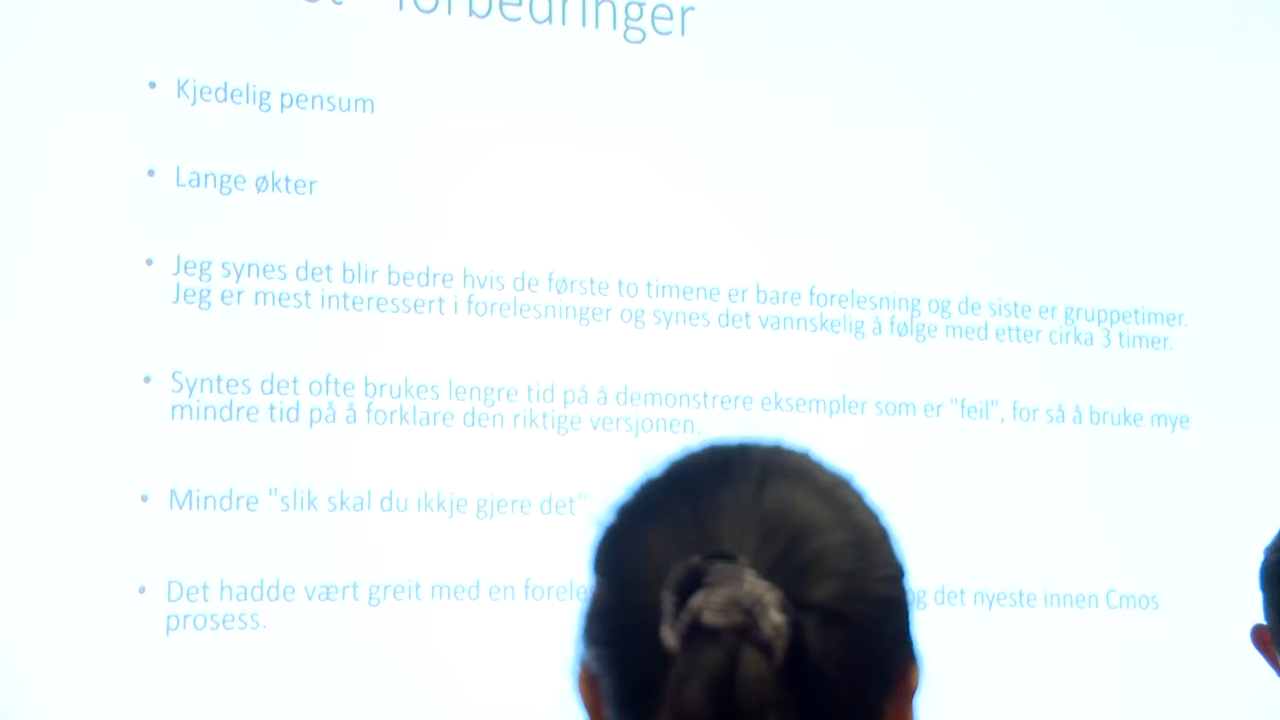 forbedringer
• Kjedelig pensum
• Lange økter
• Jeg synes det blir bedre hvis de første to timene er bare forelesning og de siste er gruppetimer.
Jeg er mest interessert i forelesninger og synes det vannskelig å følge med etter cirka 3 timer.
• Syntes det ofte brukes lengre tid på å demonstrere eksempler som er "feil", for så å bruke mye
mindre tid på å forklare den riktige versjonen.
• Mindre "slik skal du ikkje gjere det"
• Det hadde vært greit med en det nyeste innen Cmos
prosess.